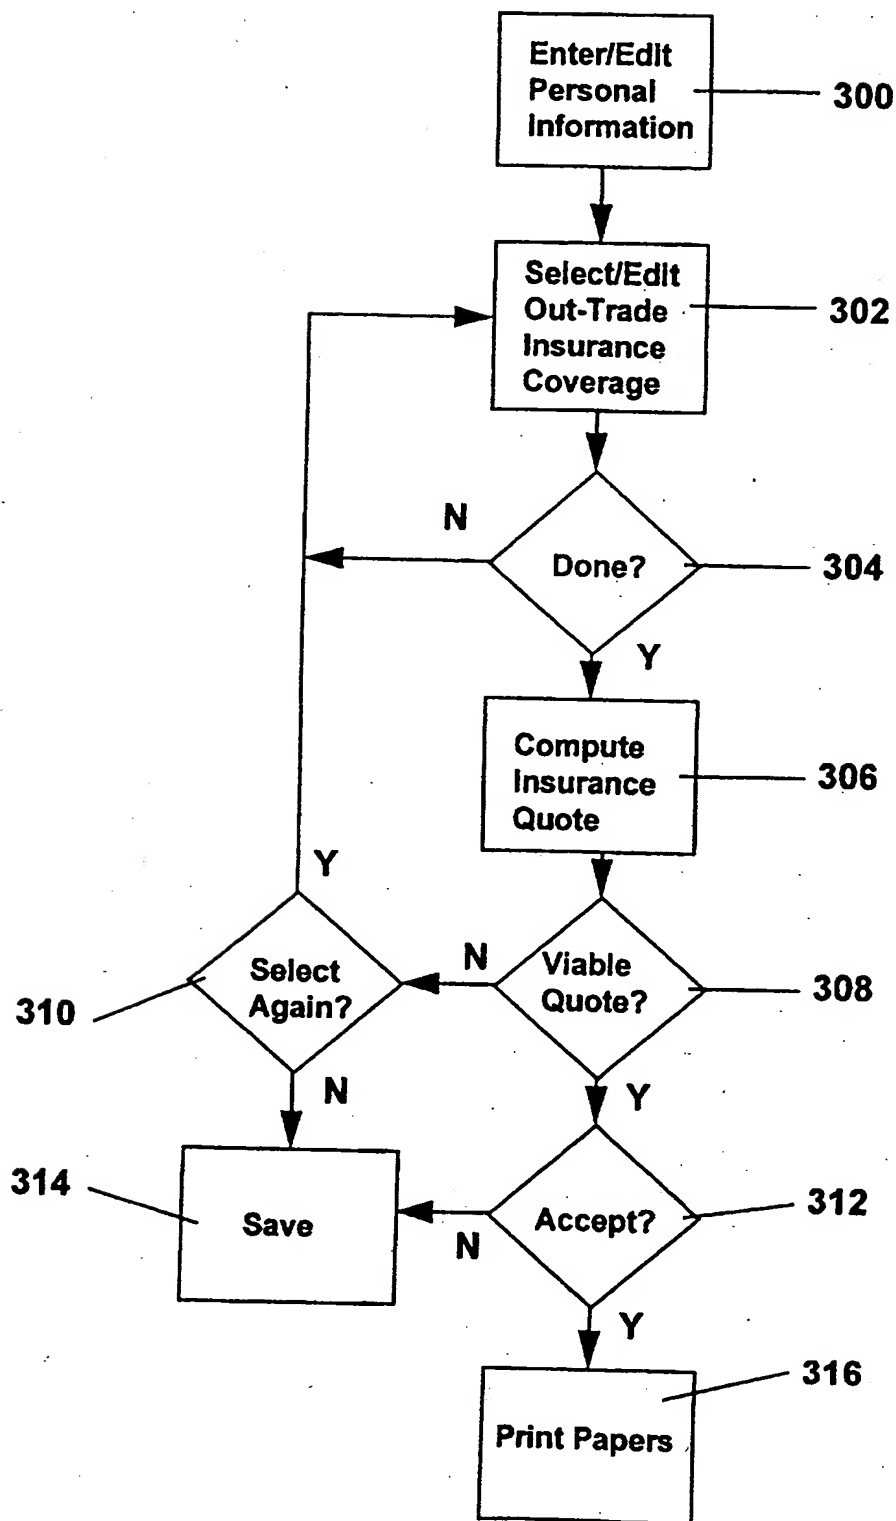 Enter/Edit
Personal
Information
300
Select/Edit
Out-Trade
Insurance
Coverage
302
N
Done?
304
Y
Compute
Insurance
Quote
306
Y
Select
Again?
310
N
Viable
Quote?
308
N
Y
314
Save
N
Accept?
312
Y
316
Print Papers